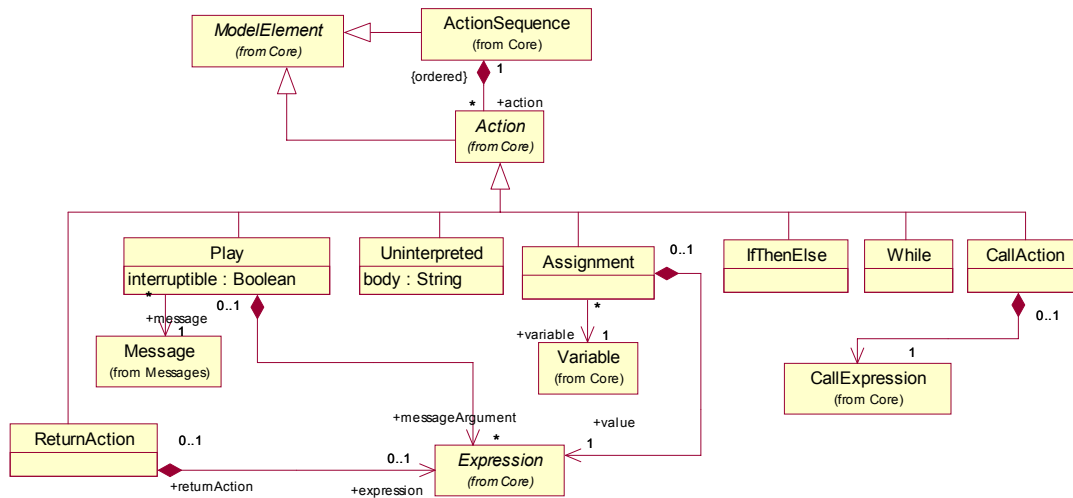 ModelElement
(from Core)
ActionSequence
(from Core)
{ordered}
1
*
+action
Action
(from Core)
Play
interruptible : Boolean
Uninterpreted
body : String
Assignment
0..1
IfThenElse
While
CallAction
*
0..1
+message
1
*
+variable
1
0..1
Message
(from Messages)
Variable
(from Core)
1
CallExpression
(from Core)
+messageArgument
*
+value
1
ReturnAction
0..1
+returnAction
0..1
+expression
Expression
(from Core)